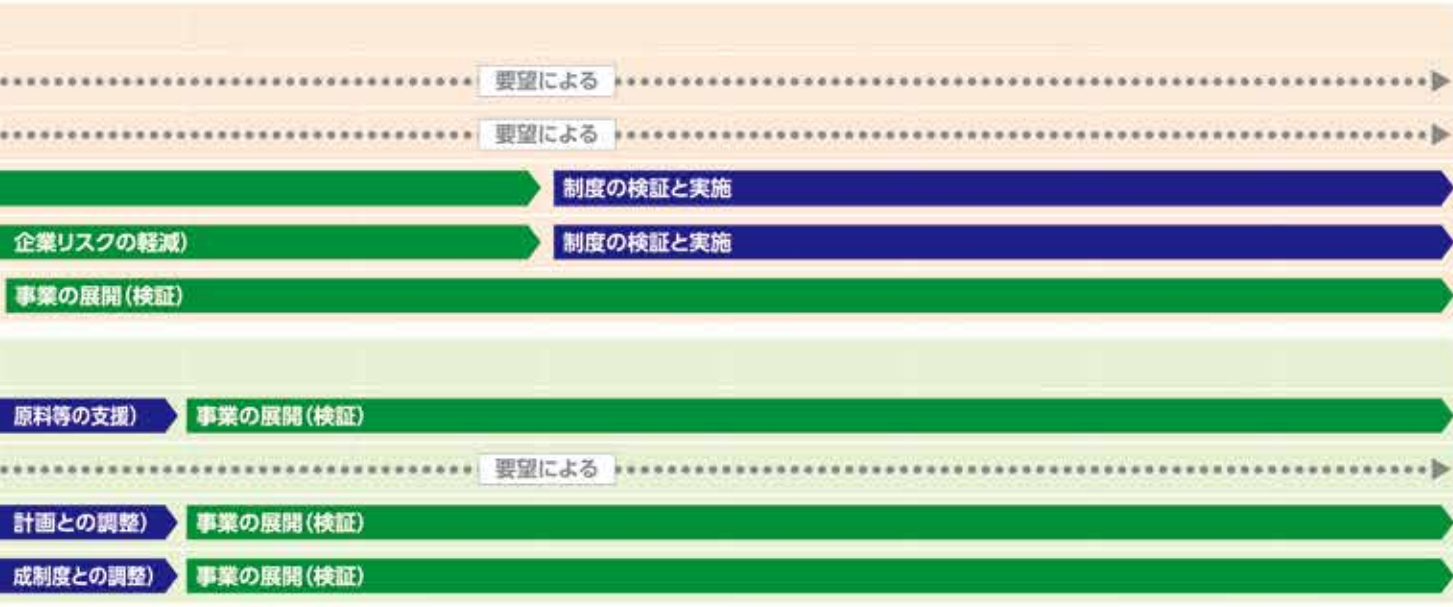 要望による
要望による
制度の検証と実施
企業リスクの軽減) 制度の検証と実施
事業の展開(検証)
原料等の支援) 事業の展開(検証)
要望による
計画との調整) 事業の展開(検証)
成制度との調整) 事業の展開(検証)